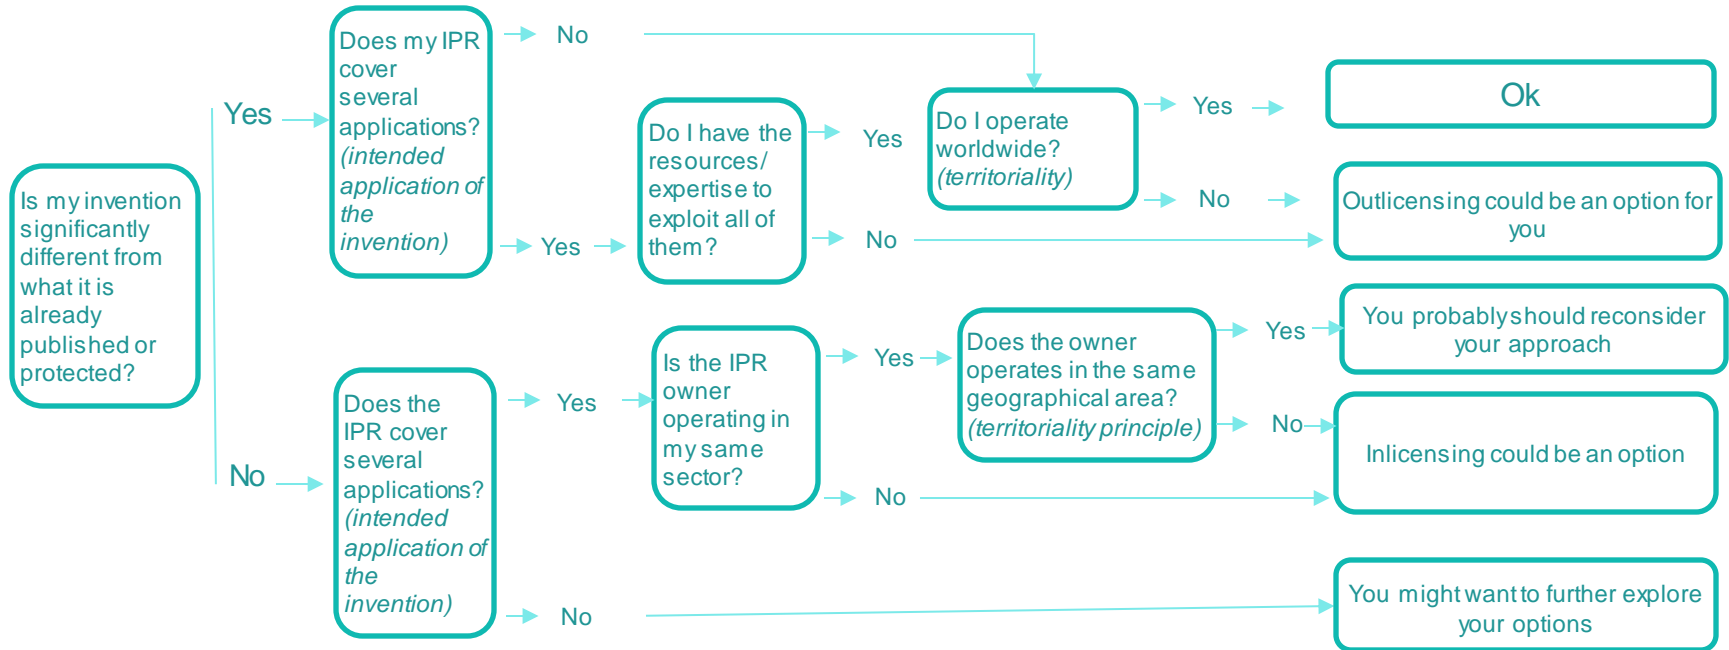 Is my invention
significantly
different from
what it is
already
published or
protected?
Yes
No
Does my IPR
cover
several
applications?
(intended
application of
the
invention)
No
Yes
Do I have the
resources/
expertise to
exploit all of
them?
Yes
No
Do I operate
worldwide?
(territoriality)
Yes
No
Ok
Outlicensing could be an option for
you
Does the
IPR cover
several
applications?
(intended
application of
the
invention)
Yes
No
Is the IPR
owner
operating in
my same
sector?
Yes
No
Does the owner
operates in the same
geographical area?
(territoriality principle)
Yes
No
You probably should reconsider
your approach
Inlicensing could be an option
You might want to further explore
your options